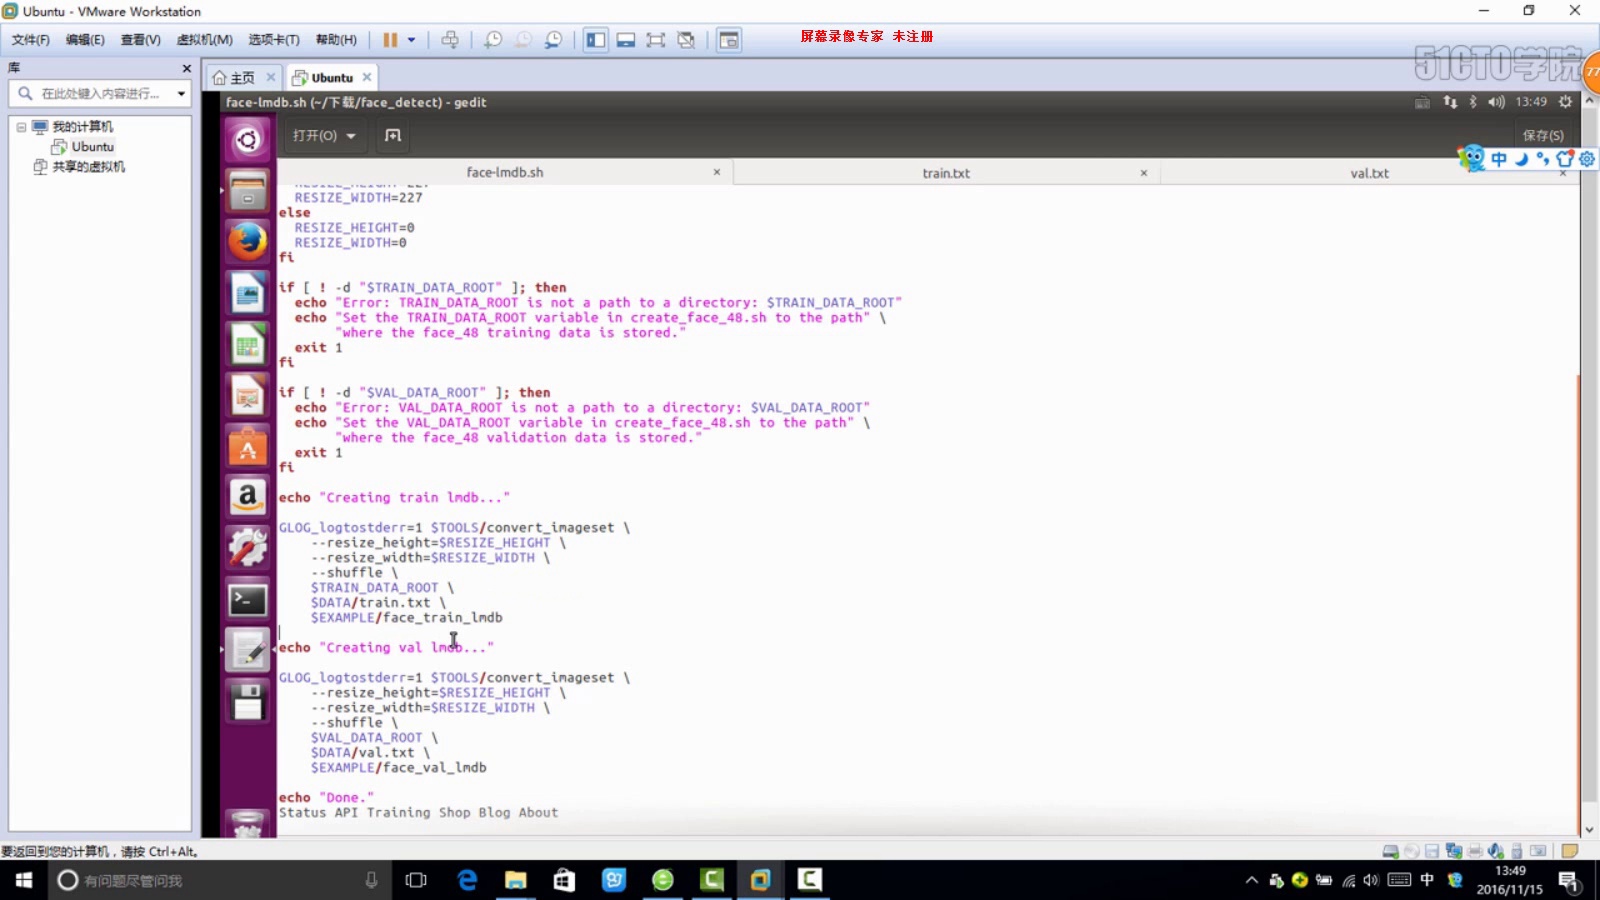 Ubuntu - VMware Workstation
文件(F) 编辑(E) 查看(V) 虚拟机(M) 选项卡(T) 帮助(H)
屏幕录像专家 未注册
51CTO学院
77
库
主页
Ubuntu
在此处键入内容进行...
我的计算机
Ubuntu
共享的虚拟机
face-lmdb.sh (~/下载/face_detect) - gedit
13:49
打开(O)
保存(S)
中
face-lmdb.sh
train.txt
val.txt
RESIZE_HEIGHT=227
RESIZE_WIDTH=227
else
RESIZE_HEIGHT=0
RESIZE_WIDTH=0
fi
if [ ! -d "$TRAIN_DATA_ROOT" ]; then
echo "Error: TRAIN_DATA_ROOT is not a path to a directory: $TRAIN_DATA_ROOT"
echo "Set the TRAIN_DATA_ROOT variable in create_face_48.sh to the path" \
"where the face_48 training data is stored."
exit 1
fi
if [ ! -d "$VAL_DATA_ROOT" ]; then
echo "Error: VAL_DATA_ROOT is not a path to a directory: $VAL_DATA_ROOT"
echo "Set the VAL_DATA_ROOT variable in create_face_48.sh to the path" \
"where the face_48 validation data is stored."
exit 1
fi
echo "Creating train lmdb..."
GLOG_logtostderr=1 $TOOLS/convert_imageset \
--resize_height=$RESIZE_HEIGHT \
--resize_width=$RESIZE_WIDTH \
--shuffle \
$TRAIN_DATA_ROOT \
$DATA/train.txt \
$EXAMPLE/face_train_lmdb
echo "Creating val lmdb..."
GLOG_logtostderr=1 $TOOLS/convert_imageset \
--resize_height=$RESIZE_HEIGHT \
--resize_width=$RESIZE_WIDTH \
--shuffle \
$VAL_DATA_ROOT \
$DATA/val.txt \
$EXAMPLE/face_val_lmdb
echo "Done."
Status API Training Shop Blog About
要返回到您的计算机，请按 Ctrl+Alt。
有问题尽管问我
中
13:49
2016/11/15
1